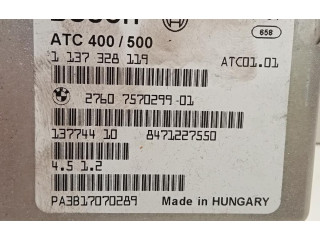 BOSCH
658
ATC 400 / 500
1 137 328 119 ATC01.01
2760 7570299-01
137744 10 8471227550
4.5 1.2
PA3B17070289 Made in HUNGARY